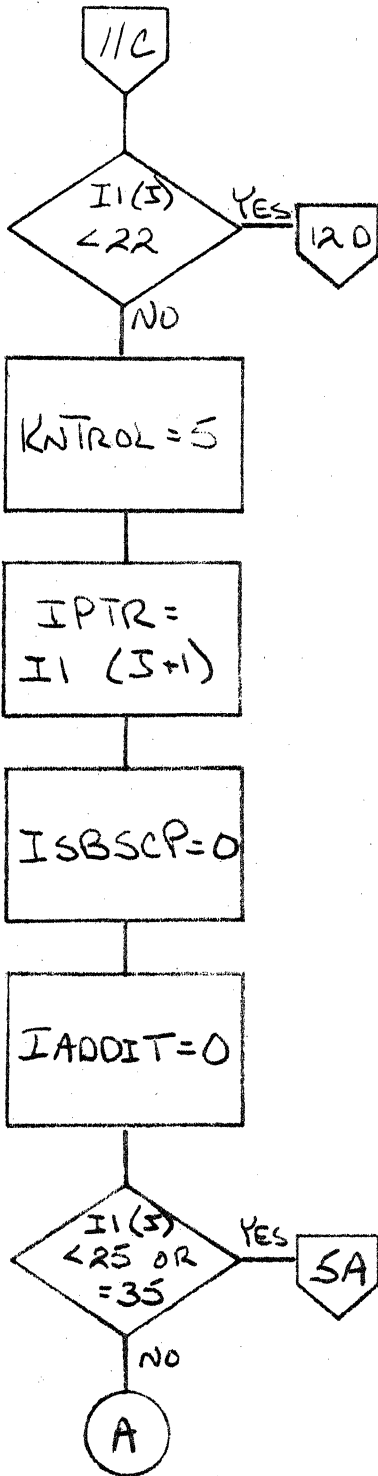 11C
I1(J)
<22
YES
12D
NO
KNTROL=5
IPTR=
I1 (J+1)
ISBSCP=0
IADDIT=0
I1(J)
<25 OR
=35
YES
5A
NO
A